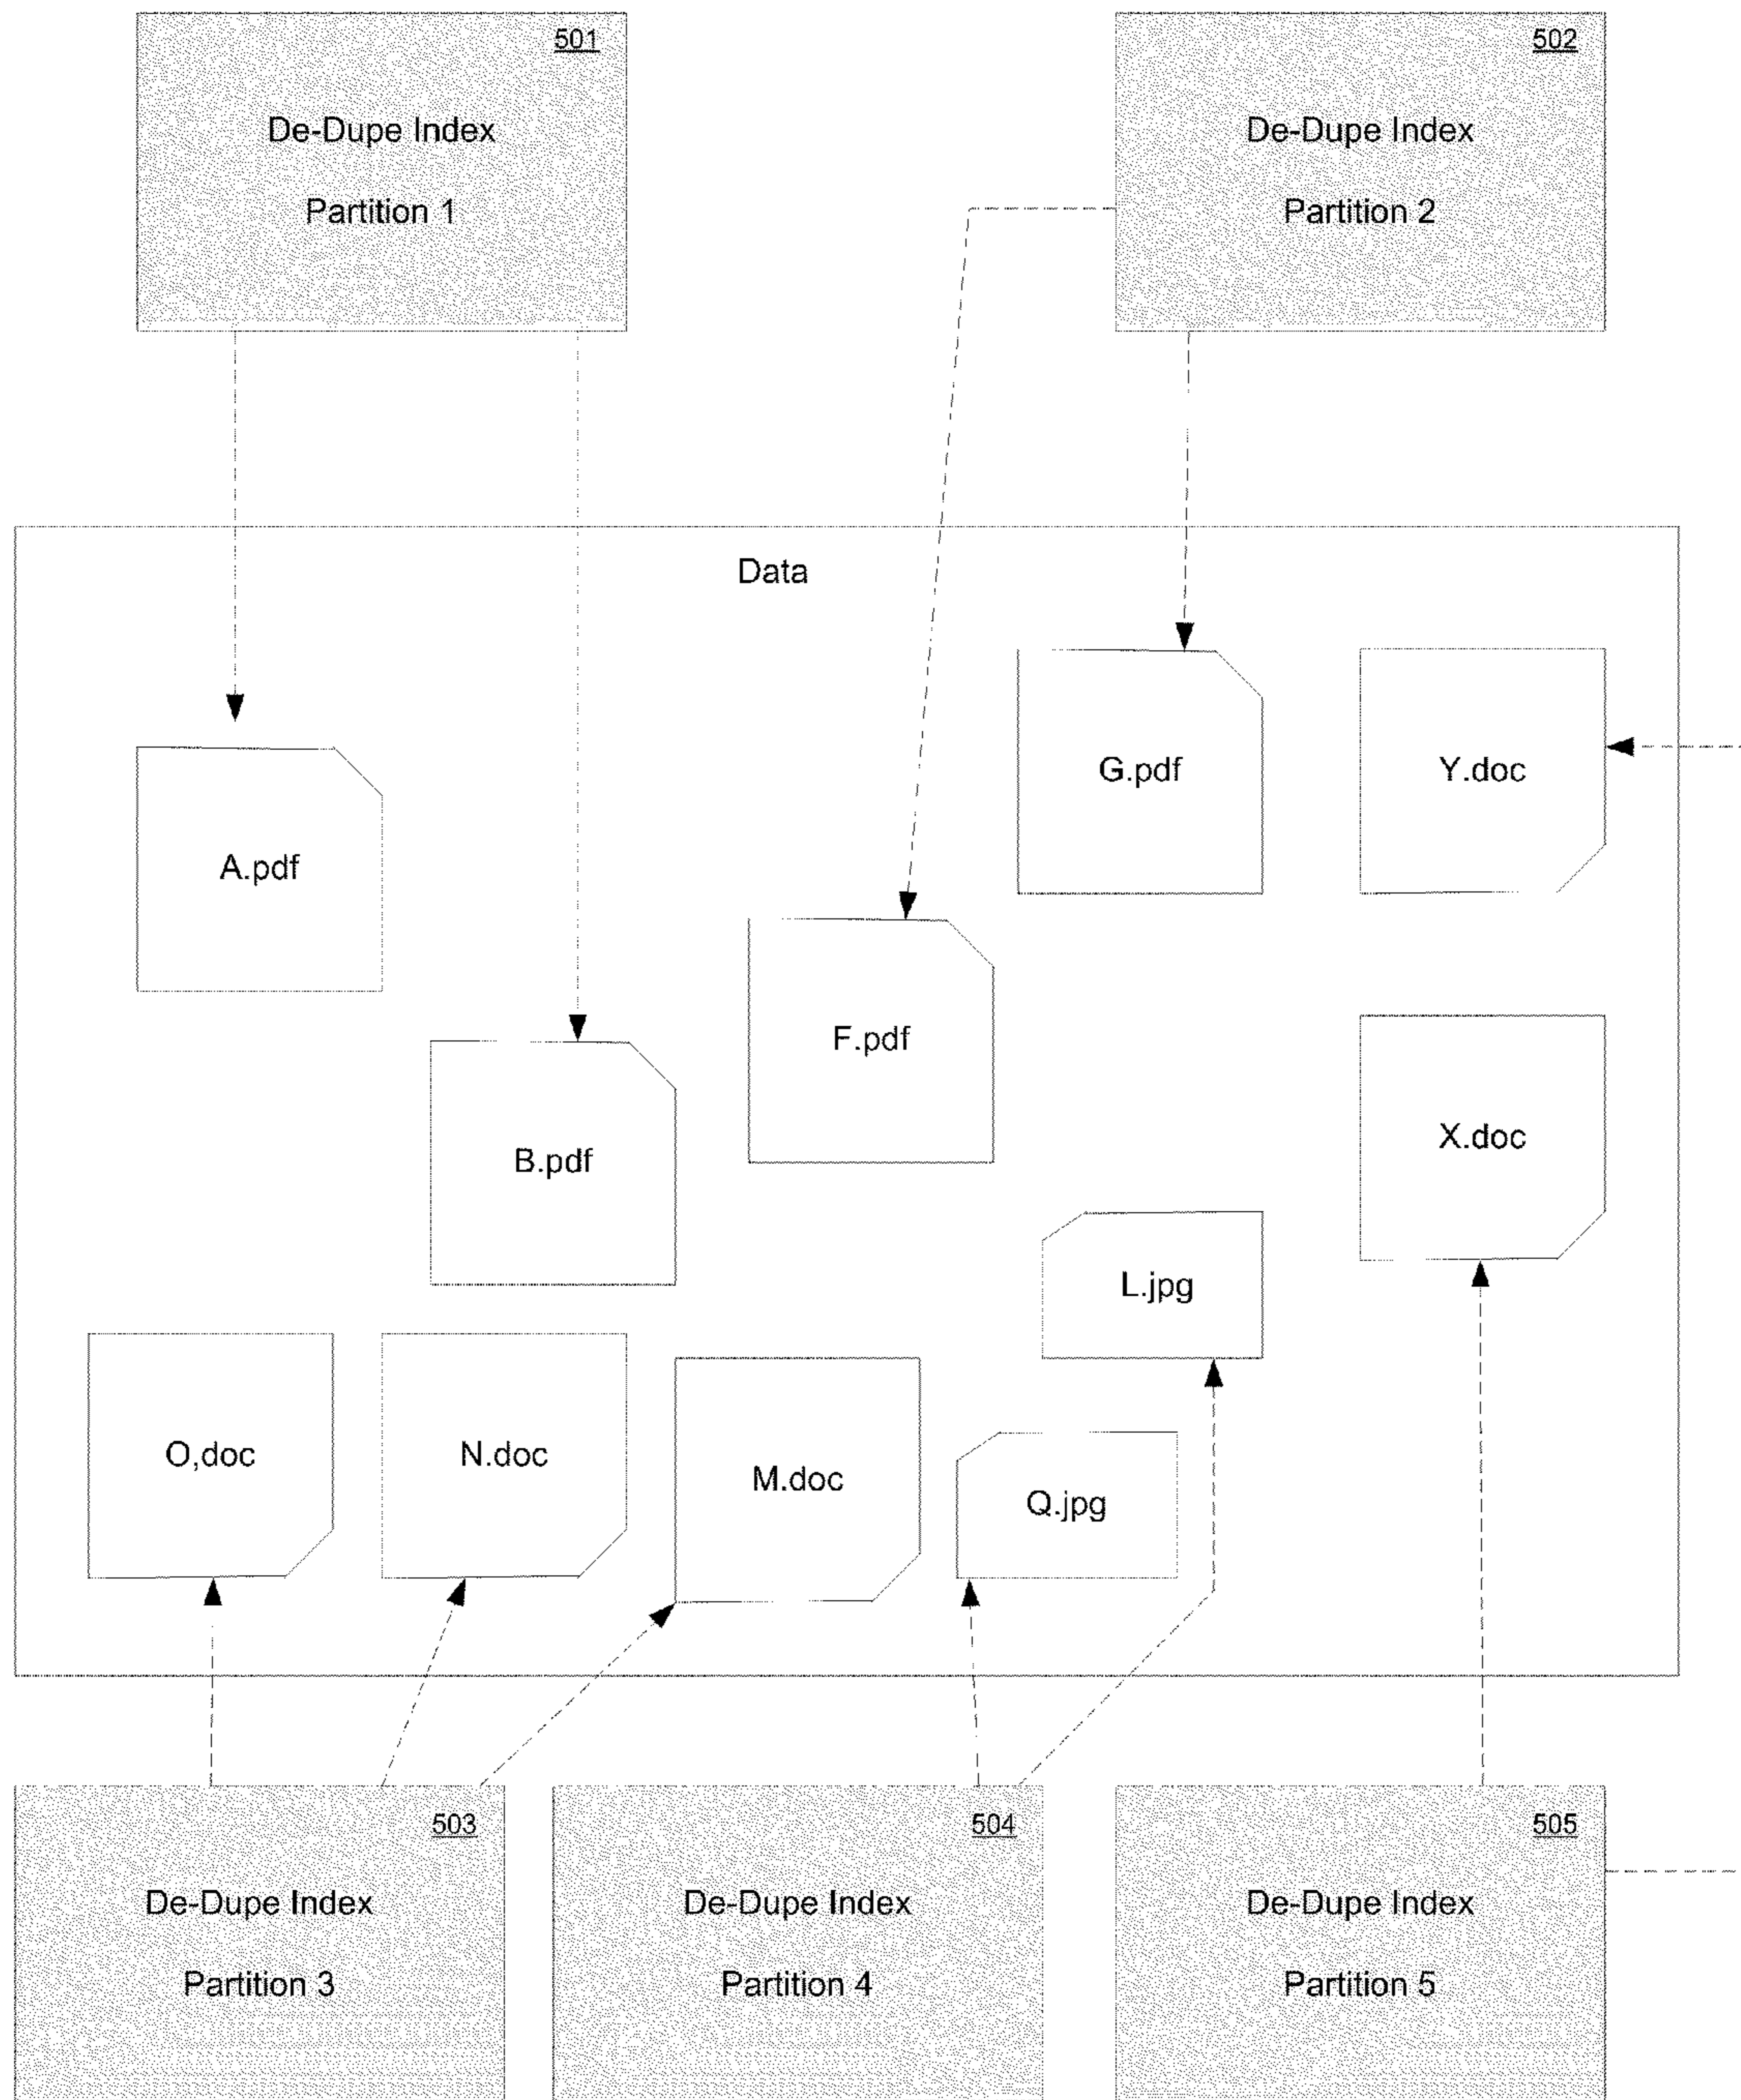 501
De-Dupe Index
Partition 1
502
De-Dupe Index
Partition 2
Data
A.pdf
B.pdf
F.pdf
G.pdf
Y.doc
X.doc
L.jpg
O,doc
N.doc
M.doc
Q.jpg
503
De-Dupe Index
Partition 3
504
De-Dupe Index
Partition 4
505
De-Dupe Index
Partition 5